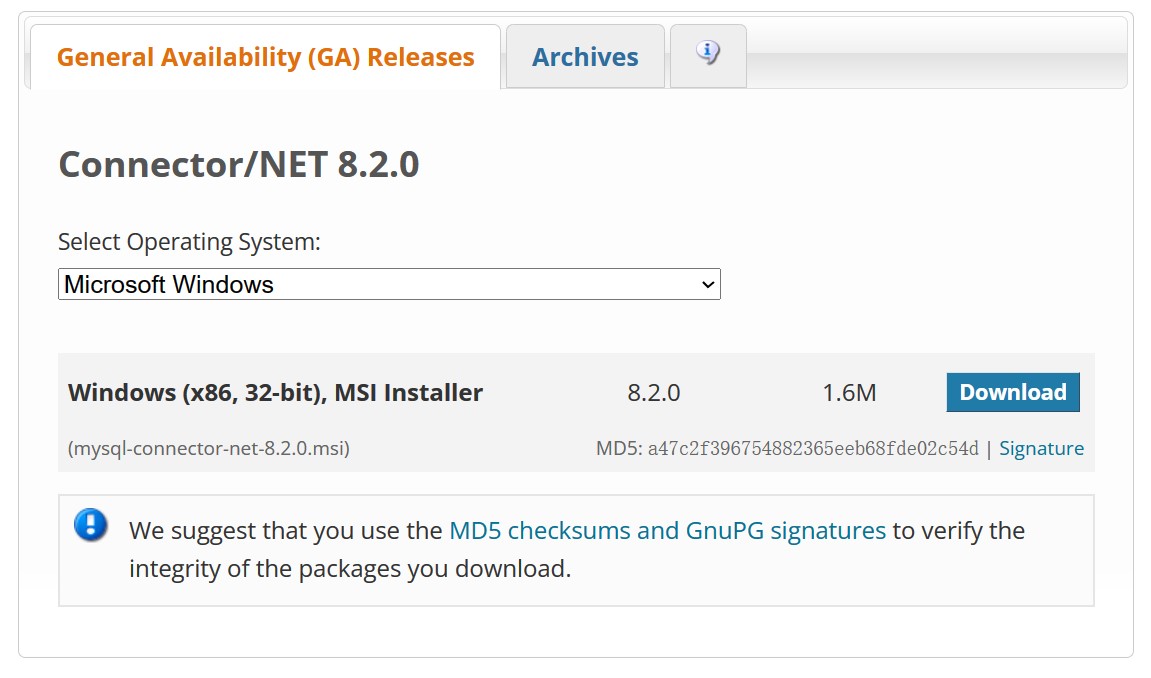 General Availability (GA) Releases
Archives
Connector/NET 8.2.0
Select Operating System:
Microsoft Windows
Windows (x86, 32-bit), MSI Installer 8.2.0 1.6M Download
(mysql-connector-net-8.2.0.msi) MD5: a47c2f396754882365eeb68fde02c54d | Signature
We suggest that you use the MD5 checksums and GnuPG signatures to verify the
integrity of the packages you download.